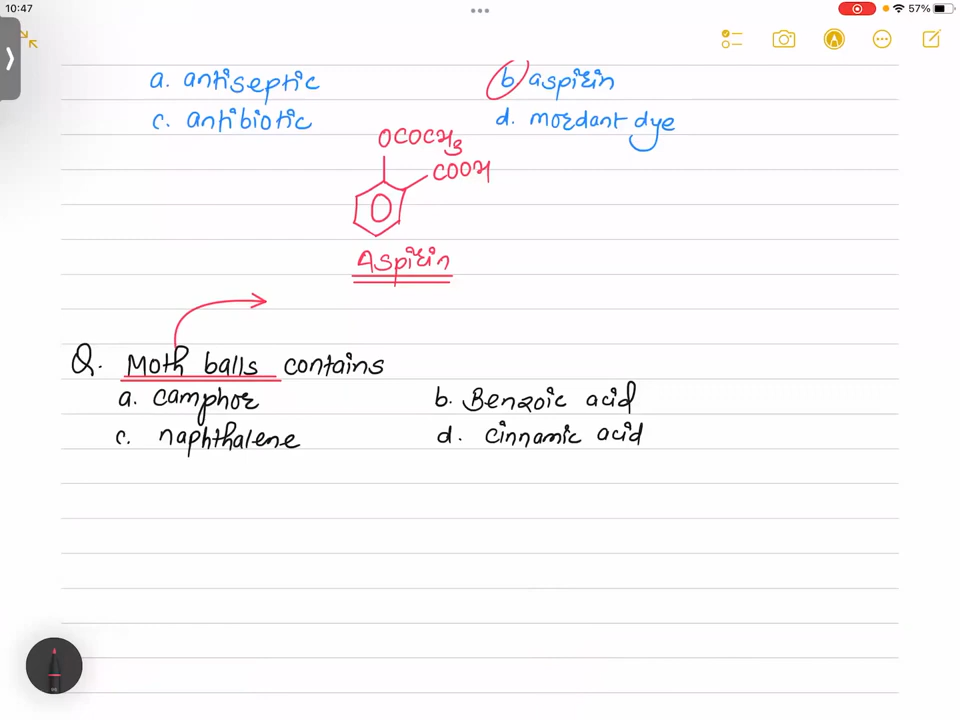 10:47
57%
a. antiseptic b aspirin
c. antibiotic d. mordant dye
OCOCH3
COOH
Aspirin
Q. Moth balls contains
a. camphor b. Benzoic acid
c. naphthalene d. cinnamic acid